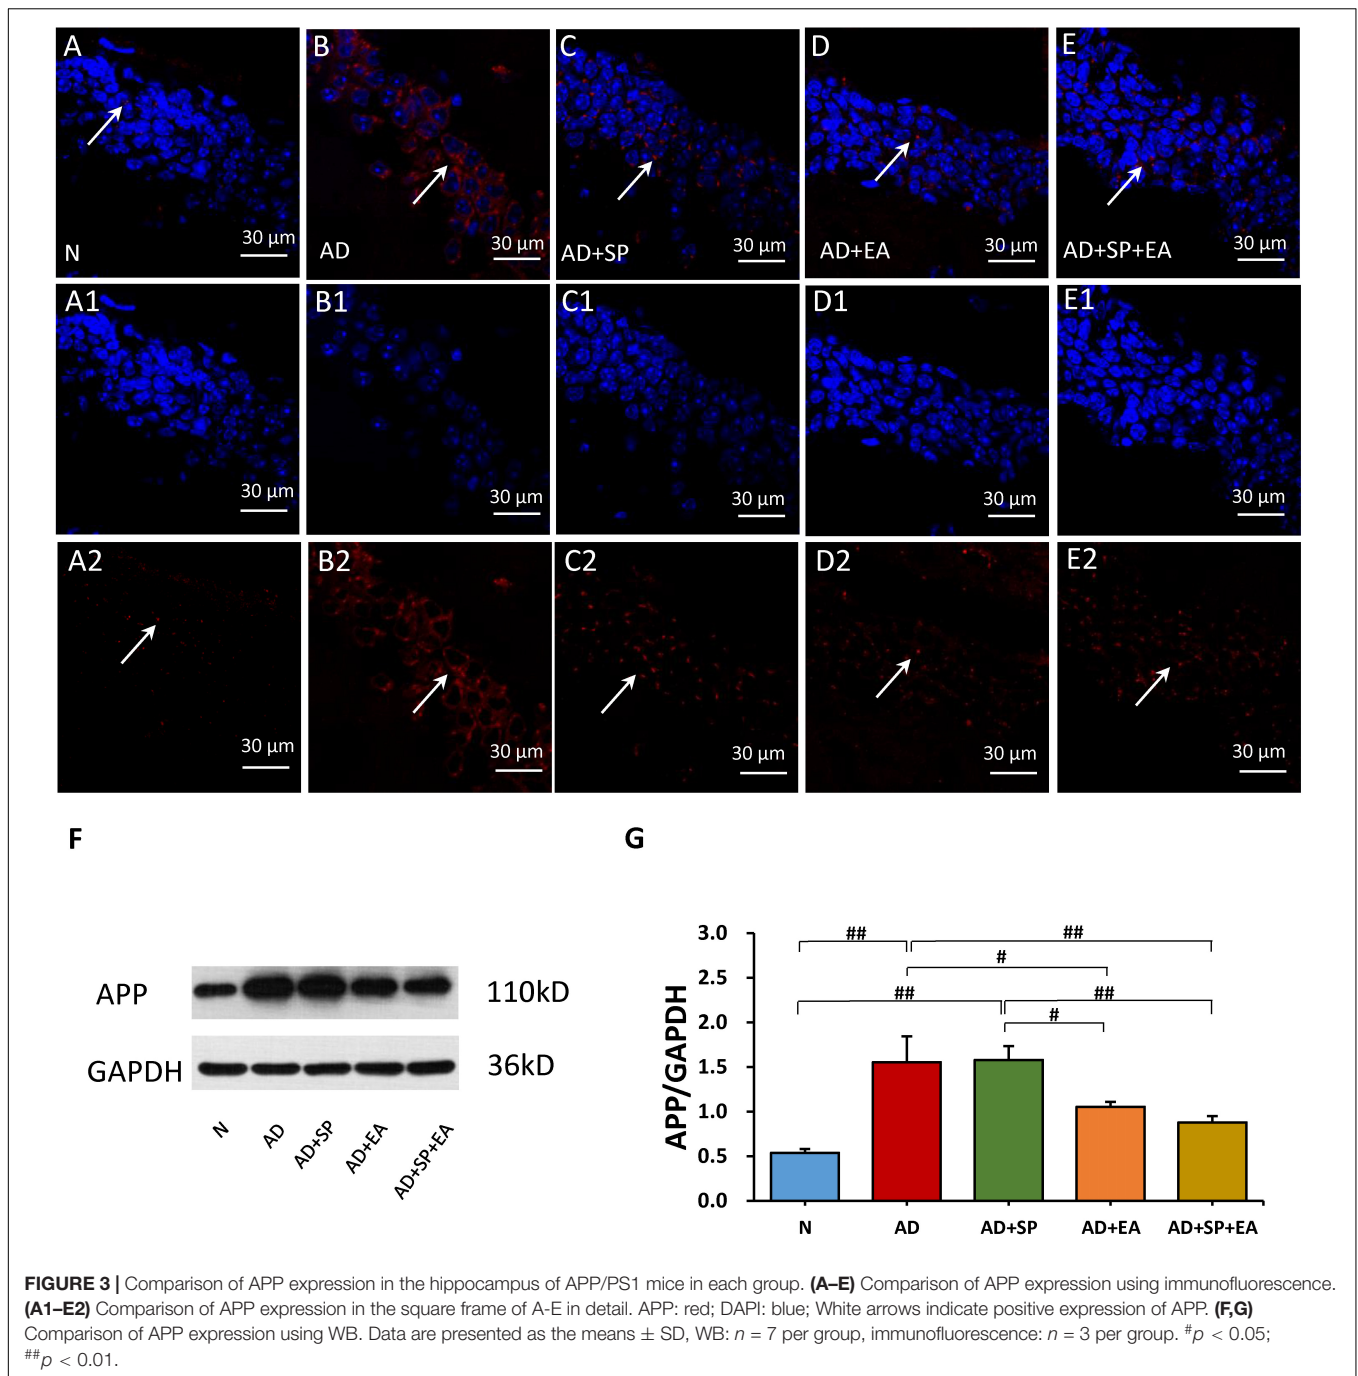 A B C D E
30 μm 30 μm 30 μm 30 μm 30 μm
N AD AD+SP AD+EA AD+SP+EA
A1 B1 C1 D1 E1
30 μm 30 μm 30 μm 30 μm 30 μm
A2 B2 C2 D2 E2
30 μm 30 μm 30 μm 30 μm 30 μm
F
APP 110kD
GAPDH 36kD
N AD AD+SP AD+EA AD+SP+EA
G
APP/GAPDH
3.0
2.5
2.0
1.5
1.0
0.5
0.0
## ##
#
## ##
#
N AD AD+SP AD+EA AD+SP+EA
FIGURE 3 | Comparison of APP expression in the hippocampus of APP/PS1 mice in each group. (A–E) Comparison of APP expression using immunofluorescence.
(A1–E2) Comparison of APP expression in the square frame of A-E in detail. APP: red; DAPI: blue; White arrows indicate positive expression of APP. (F,G)
Comparison of APP expression using WB. Data are presented as the means ± SD, WB: n = 7 per group, immunofluorescence: n = 3 per group. #p < 0.05;
##p < 0.01.